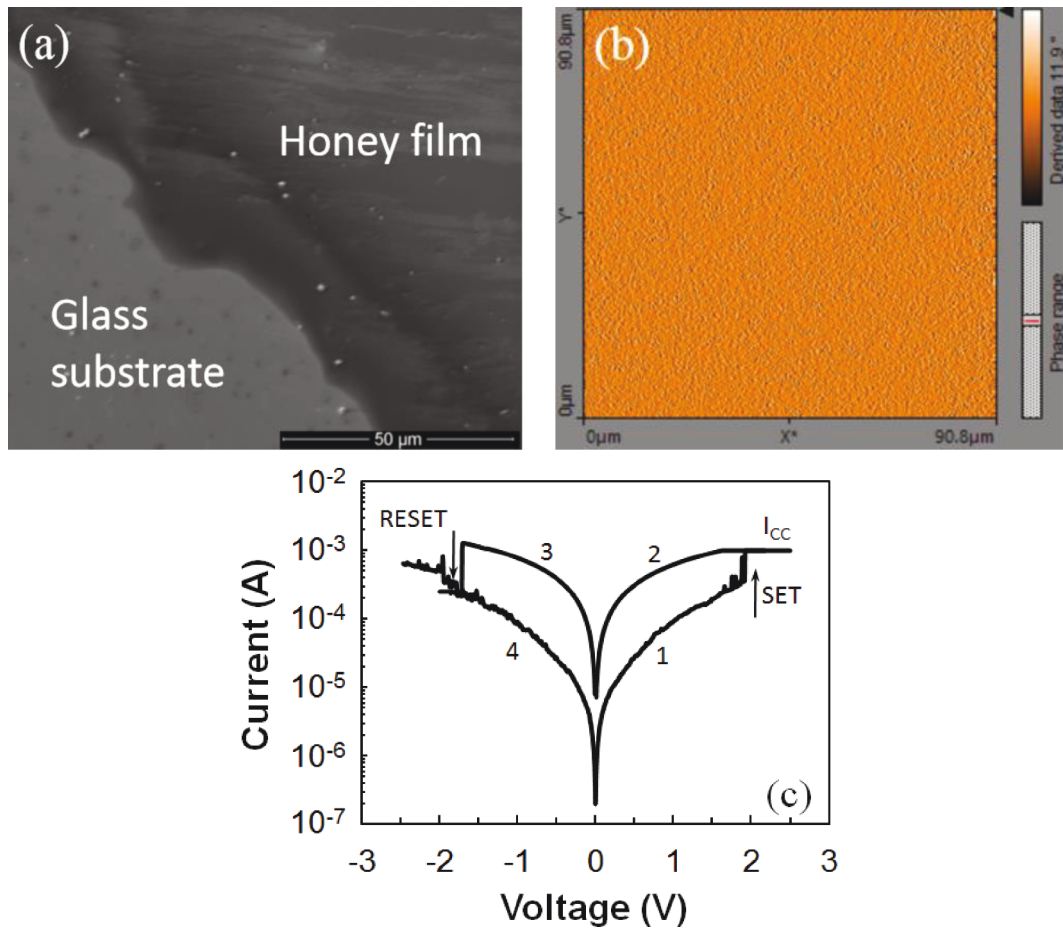 (a)
Honey film
Glass
substrate
50 µm
(b)
90.8µm
Y*
0µm
0µm
X*
90.8µm
Derived data 11.9 °
Phase range
10⁻²
10⁻³
10⁻⁴
10⁻⁵
10⁻⁶
10⁻⁷
Current (A)
RESET
3
2
I_CC
SET
4
1
(c)
-3
-2
-1
0
1
2
3
Voltage (V)